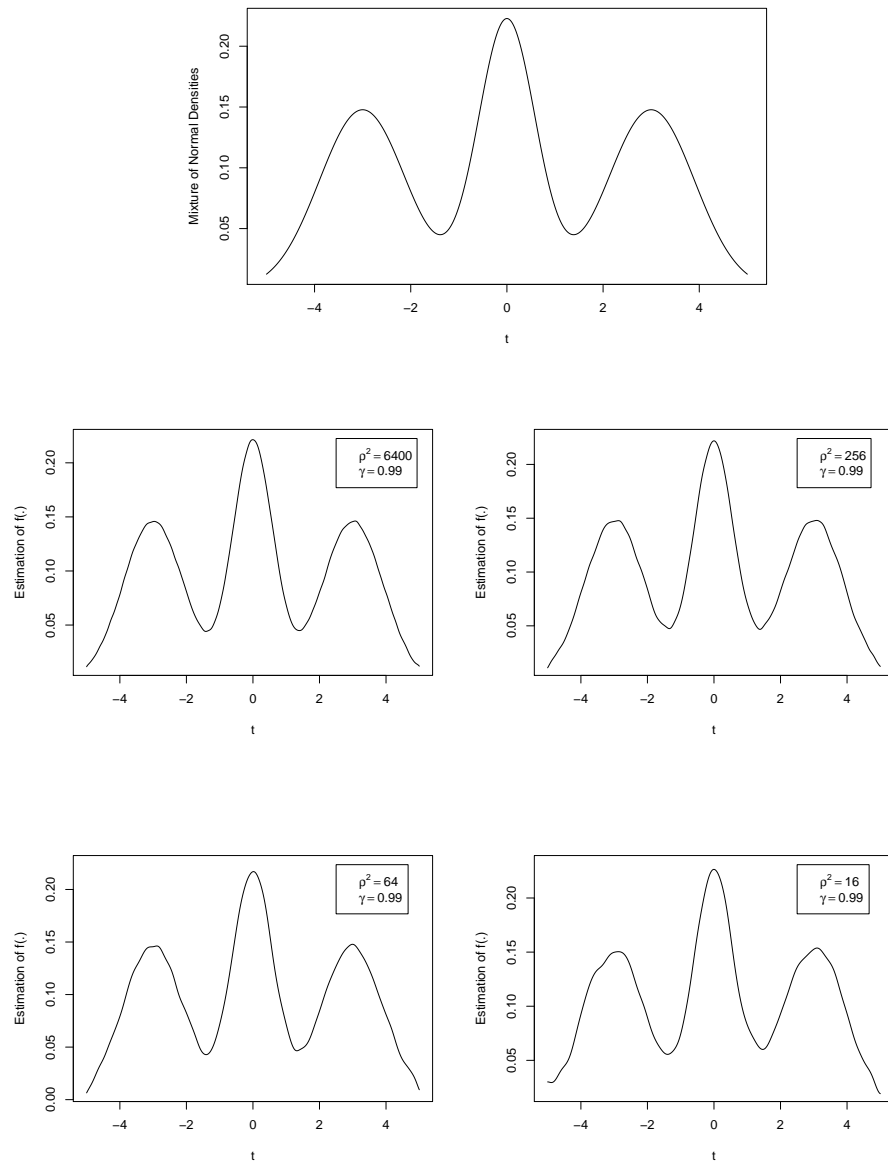 Mixture of Normal Densities
0.20
0.15
0.10
0.05
−4 −2 0 2 4
t
Estimation of f(.)
0.20
0.15
0.10
0.05
ρ² = 6400
γ = 0.99
−4 −2 0 2 4
t
Estimation of f(.)
0.20
0.15
0.10
0.05
ρ² = 256
γ = 0.99
−4 −2 0 2 4
t
Estimation of f(.)
0.20
0.15
0.10
0.05
0.00
ρ² = 64
γ = 0.99
−4 −2 0 2 4
t
Estimation of f(.)
0.20
0.15
0.10
0.05
ρ² = 16
γ = 0.99
−4 −2 0 2 4
t